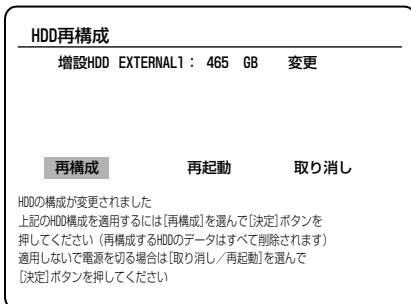 HDD再構成
増設HDD EXTERNAL1： 465 GB 変更
再構成 再起動 取り消し
HDDの構成が変更されました
上記のHDD構成を適用するには[再構成]を選んで[決定]ボタンを
押してください（再構成するHDDのデータはすべて削除されます）
適用しないで電源を切る場合は[取り消し／再起動]を選んで
[決定]ボタンを押してください